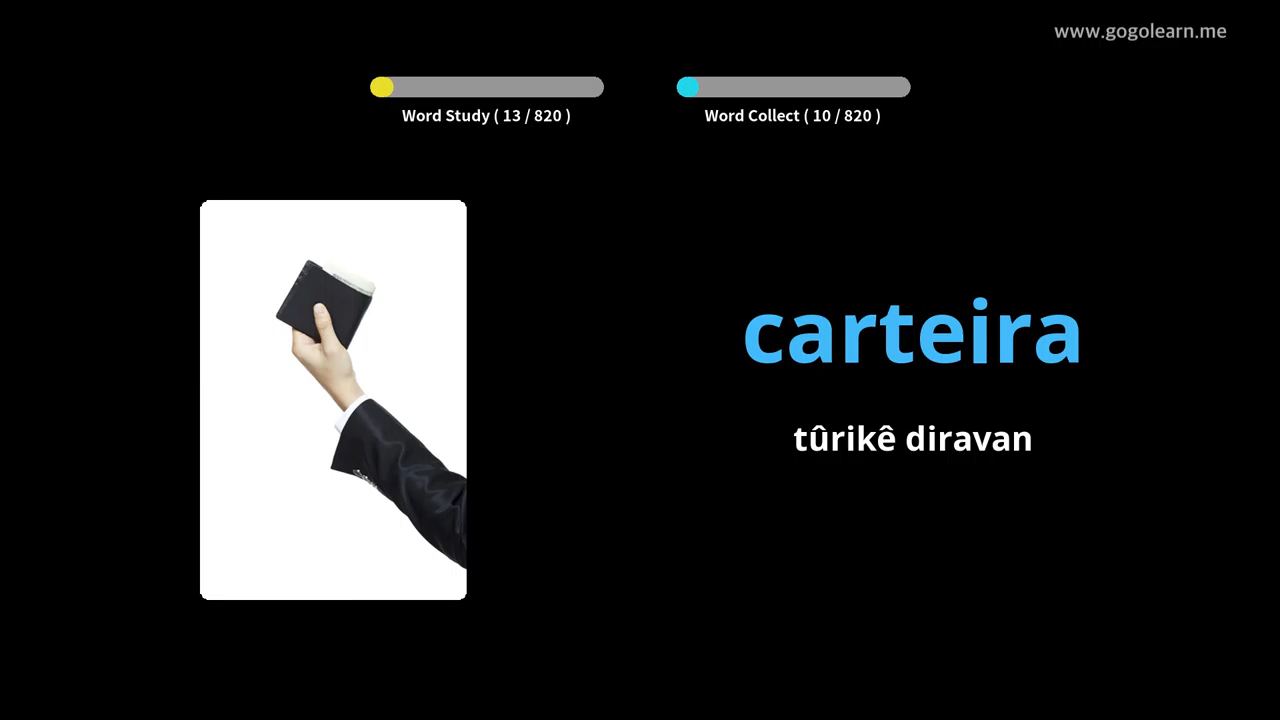 www.gogolearn.me
Word Study ( 13 / 820 )
Word Collect ( 10 / 820 )
carteira
tûrikê diravan